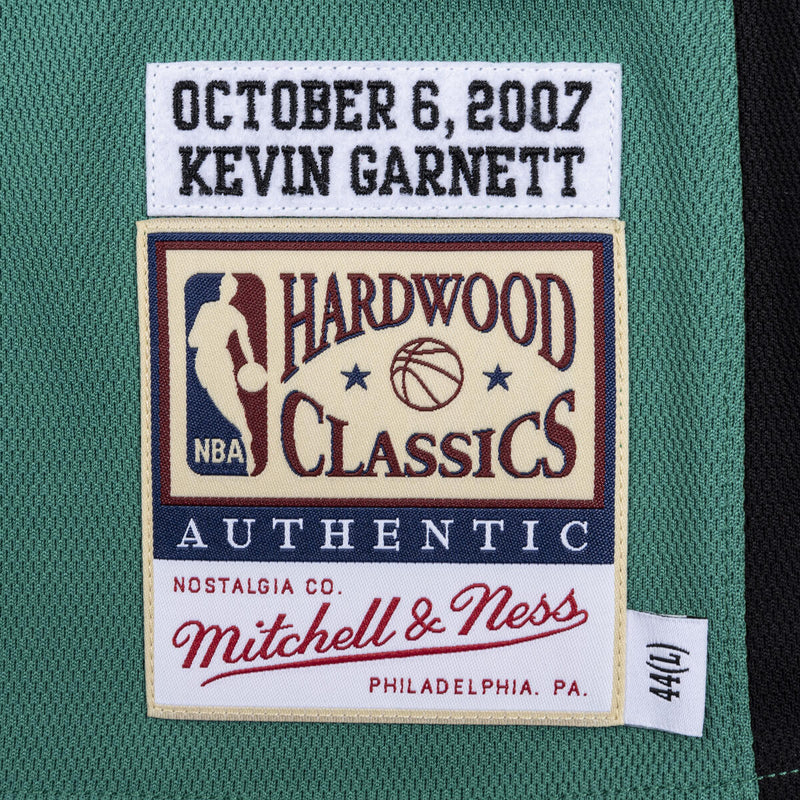 OCTOBER 6, 2007
KEVIN GARNETT
HARDWOOD
CLASSICS
NBA
AUTHENTIC
NOSTALGIA CO.
Mitchell & Ness
PHILADELPHIA. PA.
44(L)